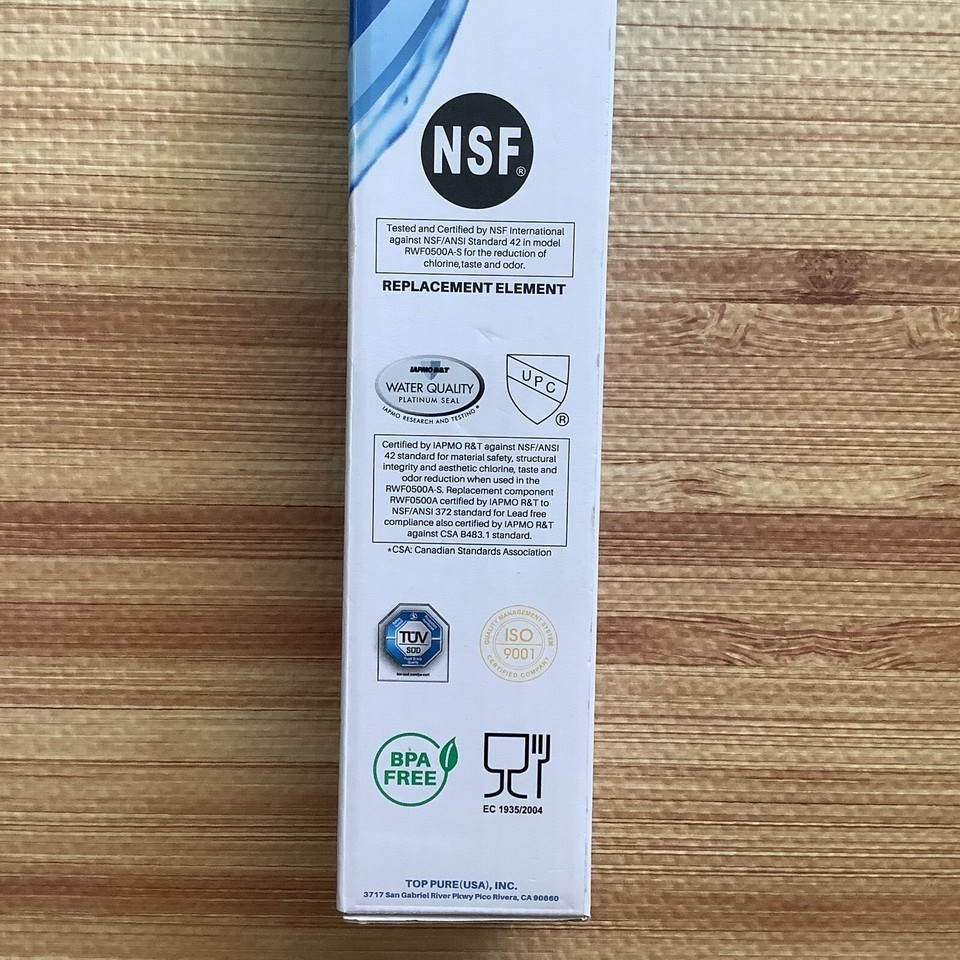 NSF®
Tested and Certified by NSF International
against NSF/ANSI Standard 42 in model
RWF0500A-S for the reduction of
chlorine,taste and odor.
REPLACEMENT ELEMENT
IAPMO R&T
WATER QUALITY
PLATINUM SEAL
IAPMO RESEARCH AND TESTING
UPC
®
Certified by IAPMO R&T against NSF/ANSI
42 standard for material safety, structural
integrity and aesthetic chlorine, taste and
odor reduction when used in the
RWF0500A-S. Replacement component
RWF0500A certified by IAPMO R&T to
NSF/ANSI 372 standard for Lead free
compliance also certified by IAPMO R&T
against CSA B483.1 standard.
*CSA: Canadian Standards Association
TÜV
SÜD
QUALITY MANAGEMENT SYSTEM
ISO
9001
CERTIFIED COMPANY
BPA
FREE
EC 1935/2004
TOP PURE(USA), INC.
3717 San Gabriel River Pkwy Pico Rivera, CA 90660